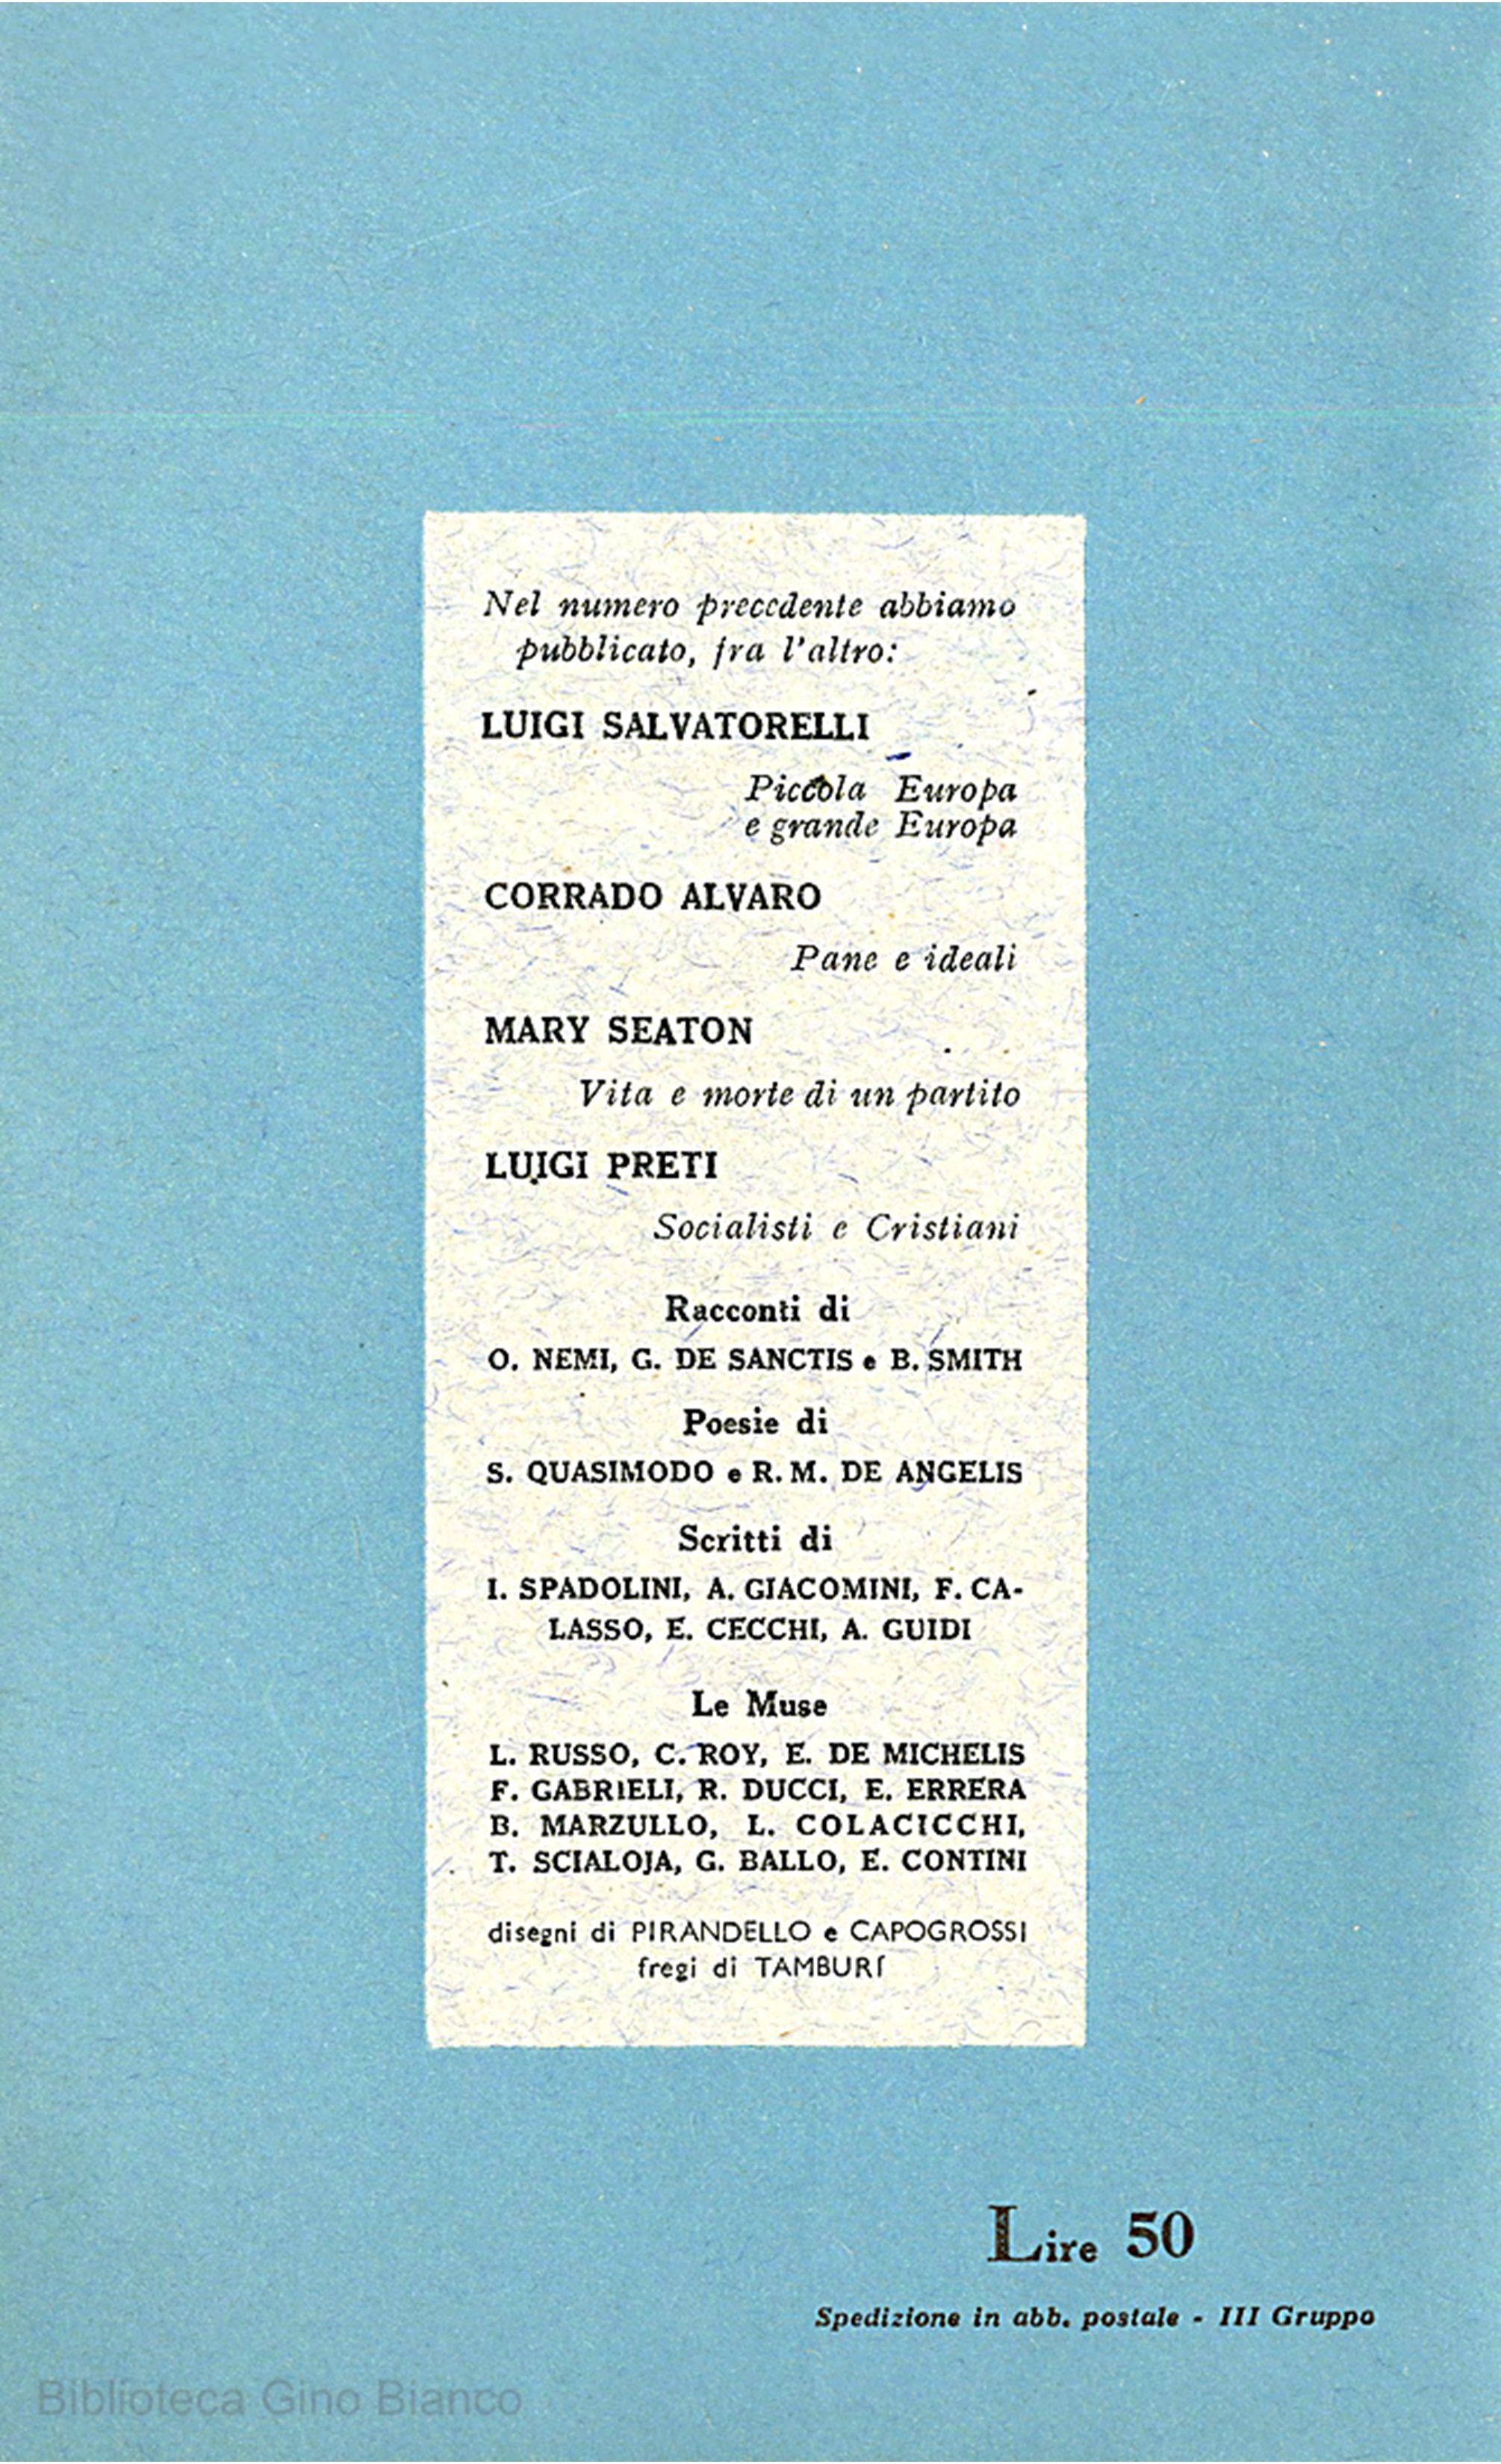 Nel numero precedente abbiamo
pubblicato, fra l'altro:
LUIGI SALVATORELLI
Piccola Europa
e grande Europa
CORRADO ALVARO
Pane e ideali
MARY SEATON
Vita e morte di un partito
LUIGI PRETI
Socialisti e Cristiani
Racconti di
O. NEMI, G. DE SANCTIS e B. SMITH
Poesie di
S. QUASIMODO e R. M. DE ANGELIS
Scritti di
I. SPADOLINI, A. GIACOMINI, F. CA-
LASSO, E. CECCHI, A. GUIDI
Le Muse
L. RUSSO, C. ROY, E. DE MICHELIS
F. GABRIELI, R. DUCCI, E. ERRERA
B. MARZULLO, L. COLACICCHI,
T. SCIALOJA, G. BALLO, E. CONTINI
disegni di PIRANDELLO e CAPOGROSSI
fregi di TAMBURI
Lire 50
Spedizione in abb. postale - III Gruppo
Biblioteca Gino Bianco